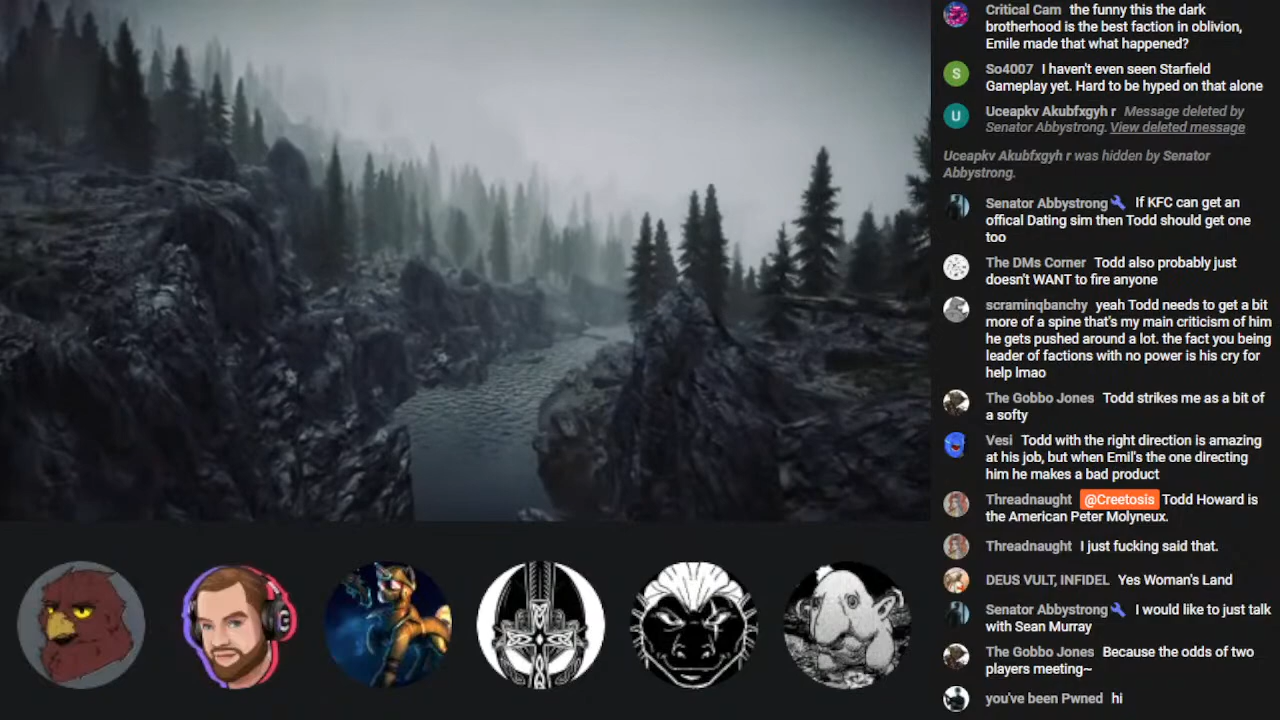 Critical Cam the funny this the dark
brotherhood is the best faction in oblivion,
Emile made that what happened?
S
So4007 I haven't even seen Starfield
Gameplay yet. Hard to be hyped on that alone
U
Uceapkv Akubfxgyh r Message deleted by
Senator Abbystrong. View deleted message
Uceapkv Akubfxgyh r was hidden by Senator
Abbystrong.
Senator Abbystrong If KFC can get an
offical Dating sim then Todd should get one
too
The DMs Corner Todd also probably just
doesn't WANT to fire anyone
scraminqbanchy yeah Todd needs to get a bit
more of a spine that's my main criticism of him
he gets pushed around a lot. the fact you being
leader of factions with no power is his cry for
help lmao
The Gobbo Jones Todd strikes me as a bit of
a softy
Vesi Todd with the right direction is amazing
at his job, but when Emil's the one directing
him he makes a bad product
Threadnaught @Creetosis Todd Howard is
the American Peter Molyneux.
Threadnaught I just fucking said that.
DEUS VULT, INFIDEL Yes Woman's Land
Senator Abbystrong I would like to just talk
with Sean Murray
The Gobbo Jones Because the odds of two
players meeting~
you've been Pwned hi